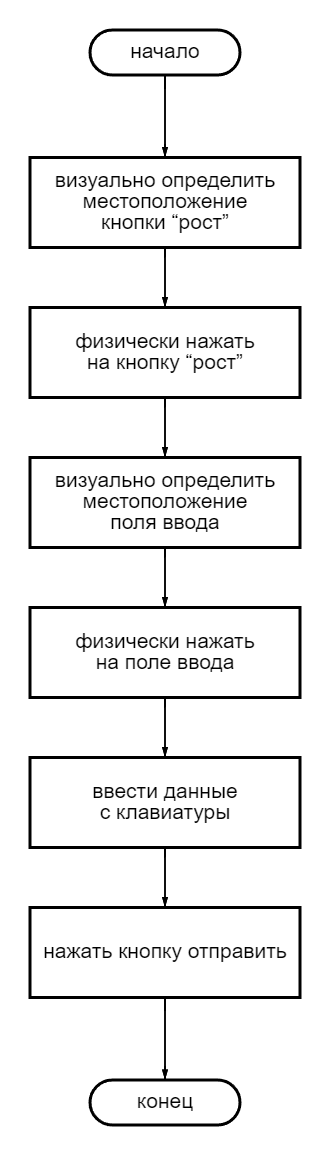 начало
визуально определить
местоположение
кнопки “рост”
физически нажать
на кнопку “рост”
визуально определить
местоположение
поля ввода
физически нажать
на поле ввода
ввести данные
с клавиатуры
нажать кнопку отправить
конец